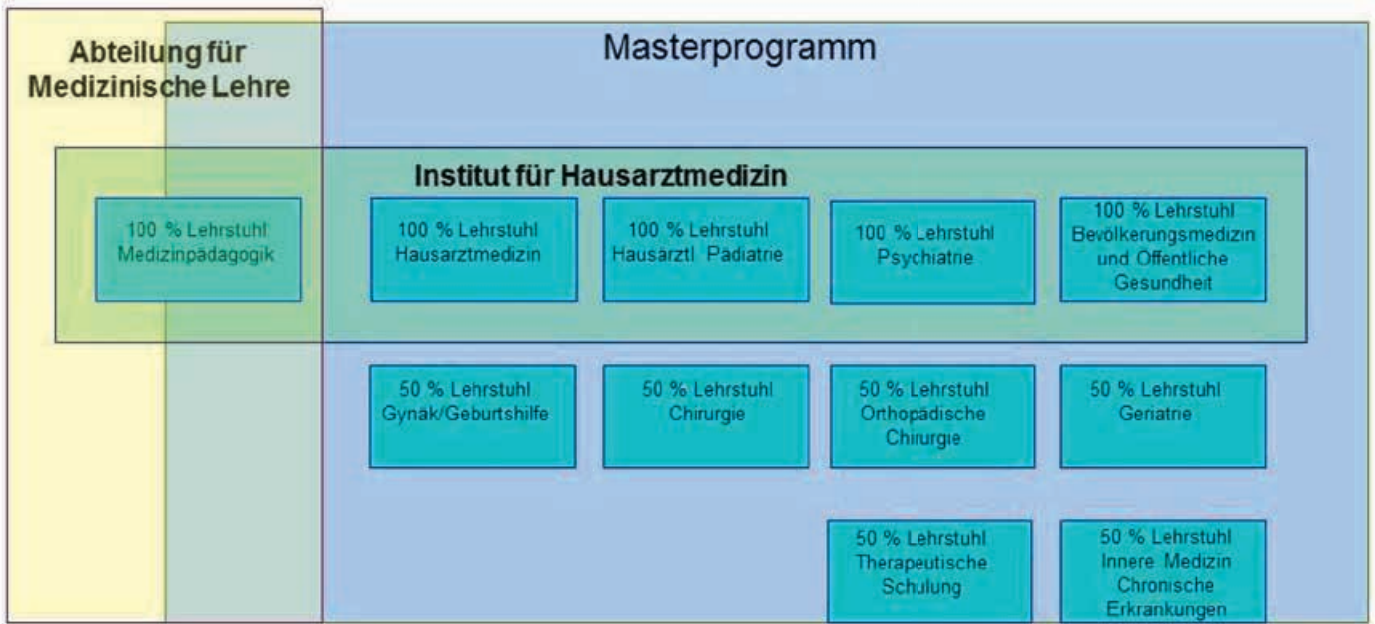 Abteilung für
Medizinische Lehre
Masterprogramm
Institut für Hausarztmedizin
100 % Lehrstuhl
Medizinpädagogik
100 % Lehrstuhl
Hausarztmedizin
100 % Lehrstuhl
Hausärztl. Pädiatrie
100 % Lehrstuhl
Psychiatrie
100 % Lehrstuhl
Bevölkerungsmedizin
und Öffentliche
Gesundheit
50 % Lehrstuhl
Gynäk/Geburtshilfe
50 % Lehrstuhl
Chirurgie
50 % Lehrstuhl
Orthopädische
Chirurgie
50 % Lehrstuhl
Geriatrie
50 % Lehrstuhl
Therapeutische
Schulung
50 % Lehrstuhl
Innere Medizin
Chronische
Erkrankungen